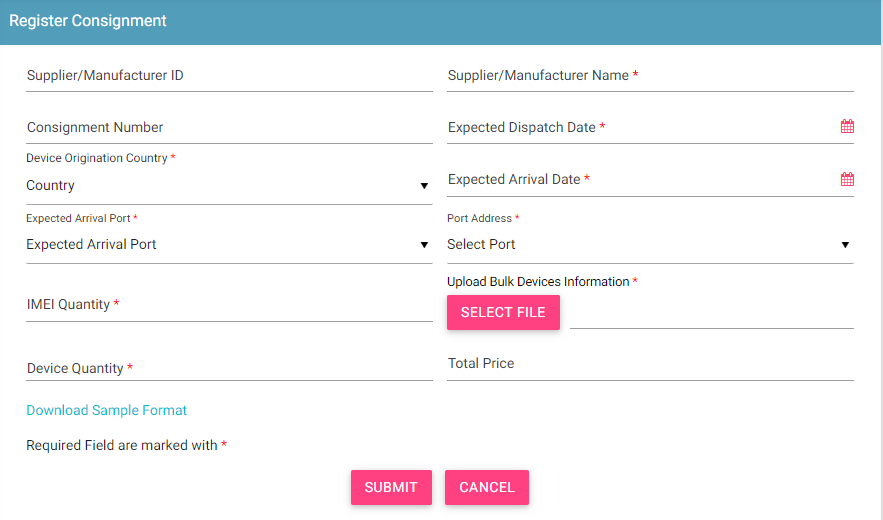 Register Consignment
Supplier/Manufacturer ID
Supplier/Manufacturer Name *
Consignment Number
Expected Dispatch Date *
Device Origination Country *
Country
Expected Arrival Date *
Expected Arrival Port *
Expected Arrival Port
Port Address *
Select Port
IMEI Quantity *
Upload Bulk Devices Information *
SELECT FILE
Device Quantity *
Total Price
Download Sample Format
Required Field are marked with *
SUBMIT
CANCEL